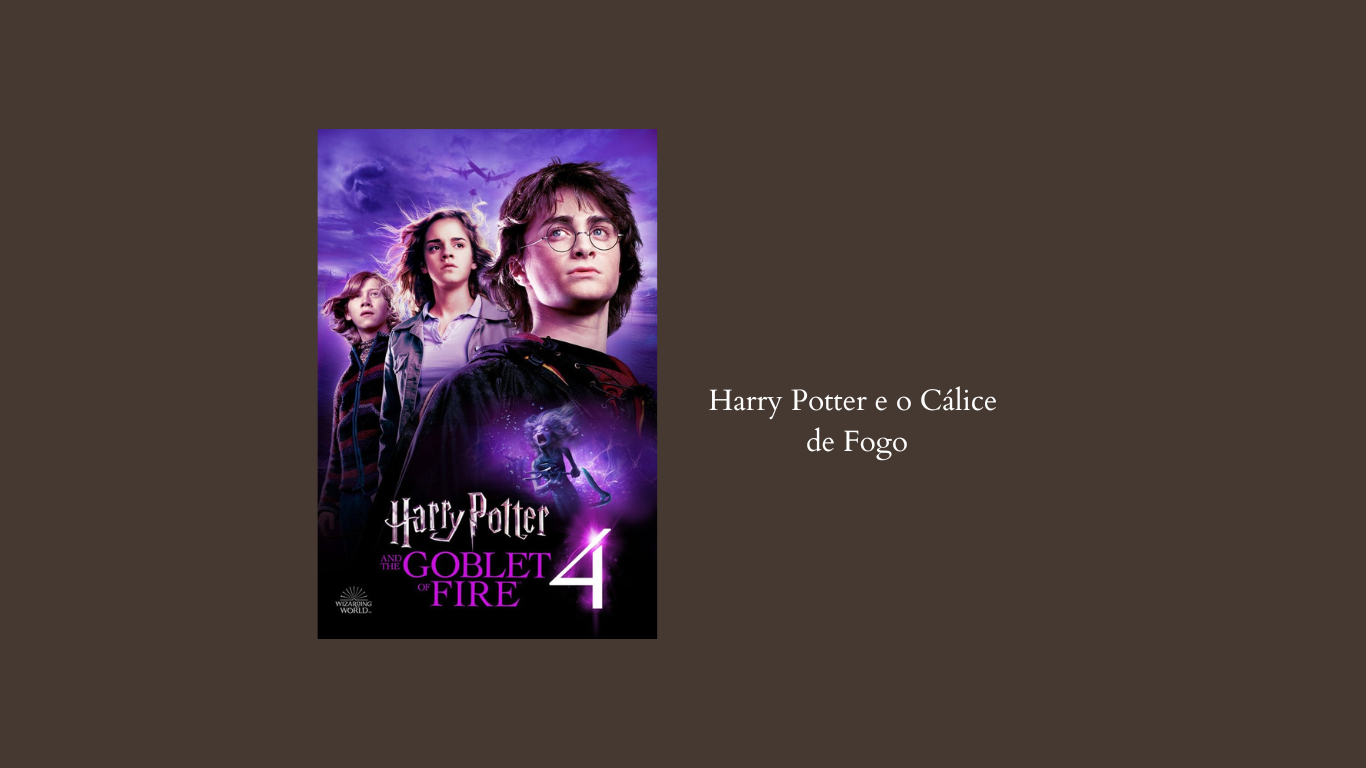 Harry Potter
AND THE GOBLET
OF FIRE
4
WIZARDING
WORLD
Harry Potter e o Cálice
de Fogo